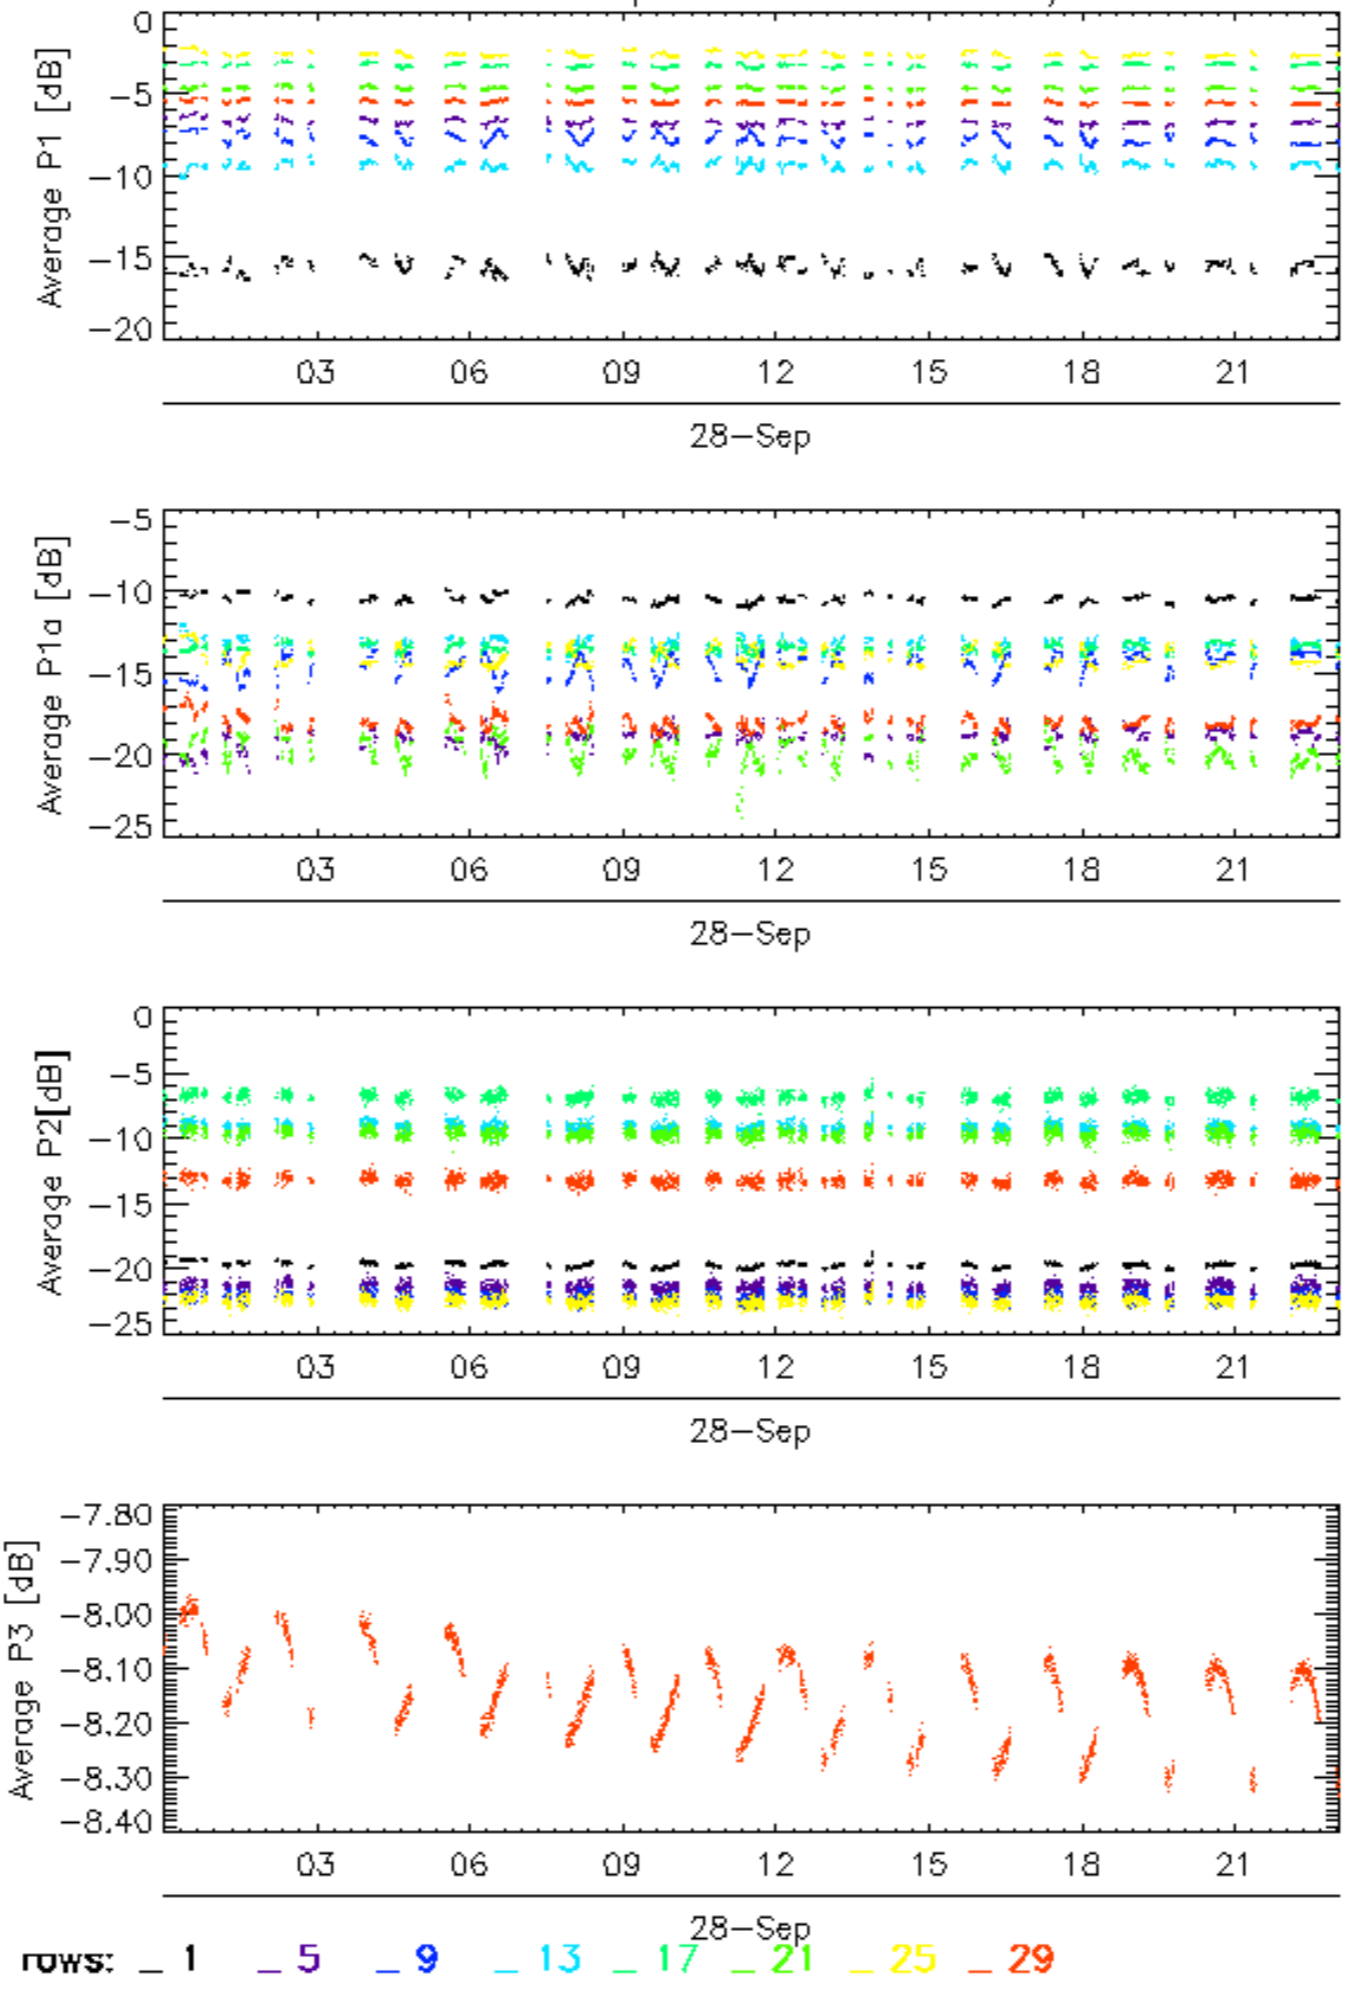 0
−5
−10
−15
−20
Average P1 [dB]
03 06 09 12 15 18 21
28−Sep
−5
−10
−15
−20
−25
Average P1a [dB]
03 06 09 12 15 18 21
28−Sep
0
−5
−10
−15
−20
−25
Average P2[dB]
03 06 09 12 15 18 21
28−Sep
−7.80
−7.90
−8.00
−8.10
−8.20
−8.30
−8.40
Average P3 [dB]
03 06 09 12 15 18 21
28−Sep
rows: _ 1 _ 5 _ 9 _ 13 _ 17 _ 21 _ 25 _ 29